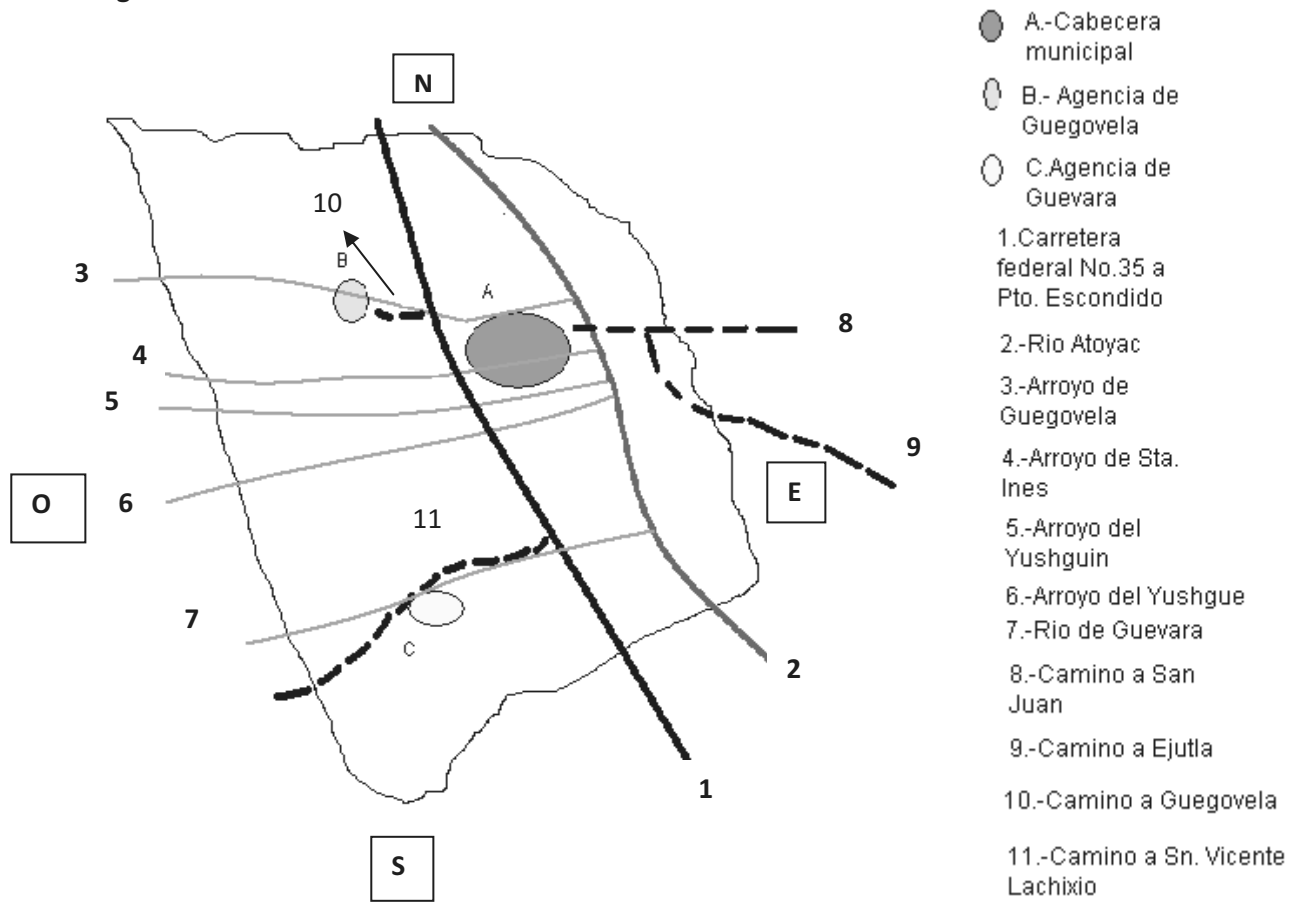 N
10
B
3
A
8
4
5
9
O
6
E
11
7
C
2
1
S
A.-Cabecera
municipal
B.- Agencia de
Guegovela
C.Agencia de
Guevara
1.Carretera
federal No.35 a
Pto. Escondido
2.-Rio Atoyac
3.-Arroyo de
Guegovela
4.-Arroyo de Sta.
Ines
5.-Arroyo del
Yushguin
6.-Arroyo del Yushgue
7.-Rio de Guevara
8.-Camino a San
Juan
9.-Camino a Ejutla
10.-Camino a Guegovela
11.-Camino a Sn. Vicente
Lachixio